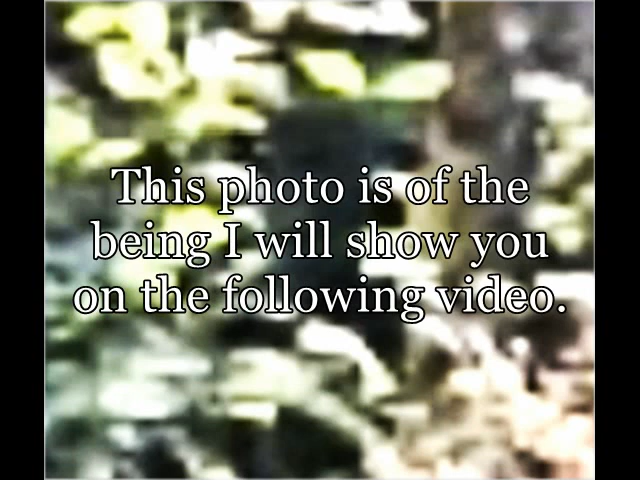 This photo is of the
being I will show you
on the following video.